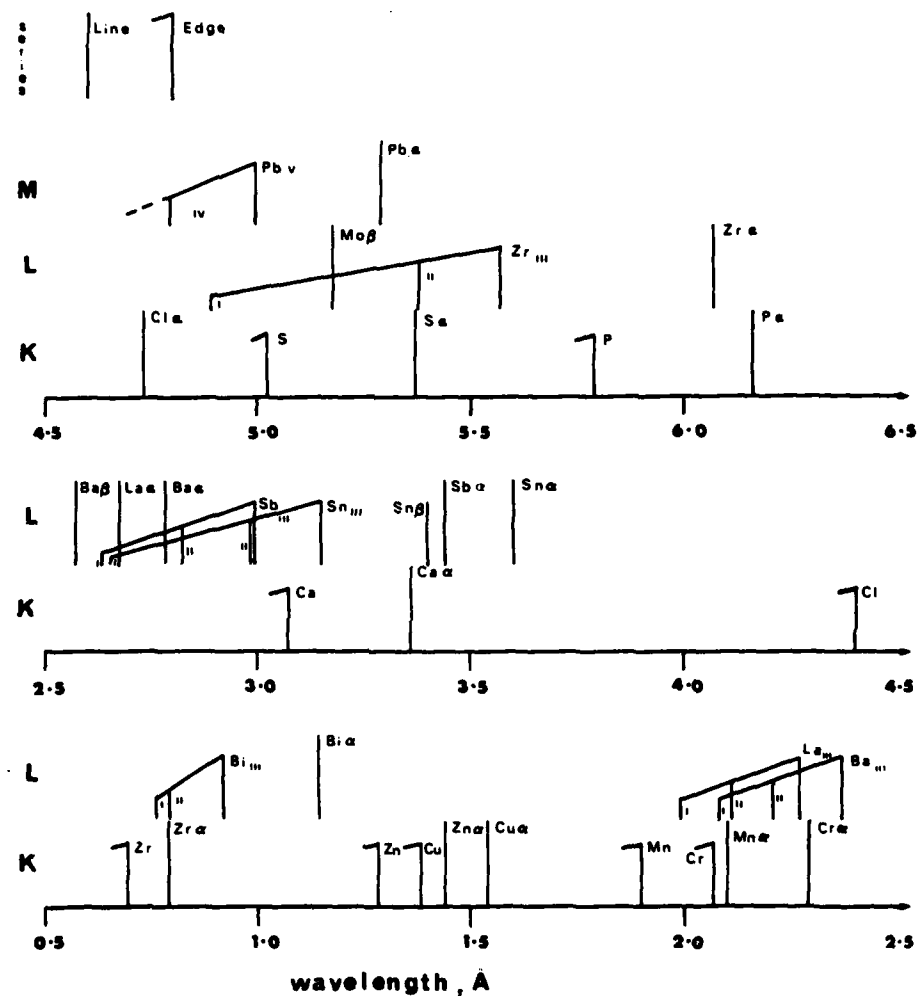 series
Line Edge
M
Pb V Pb α
IV
L
Mo β Zr III Zr α
I II
K
Cl α S S α P P α
4.5 5.0 5.5 6.0 6.5
L
Ba β La α Ba α Sb III Sn III Sn β Sb α Sn α
I I II II
K
Ca Ca α Cl
2.5 3.0 3.5 4.0 4.5
L
Bi III Bi α La III Ba III
I II I I II II
K
Zr Zr α Zn Cu Zn α Cu α Mn Cr Mn α Cr α
0.5 1.0 1.5 2.0 2.5
wavelength, Å